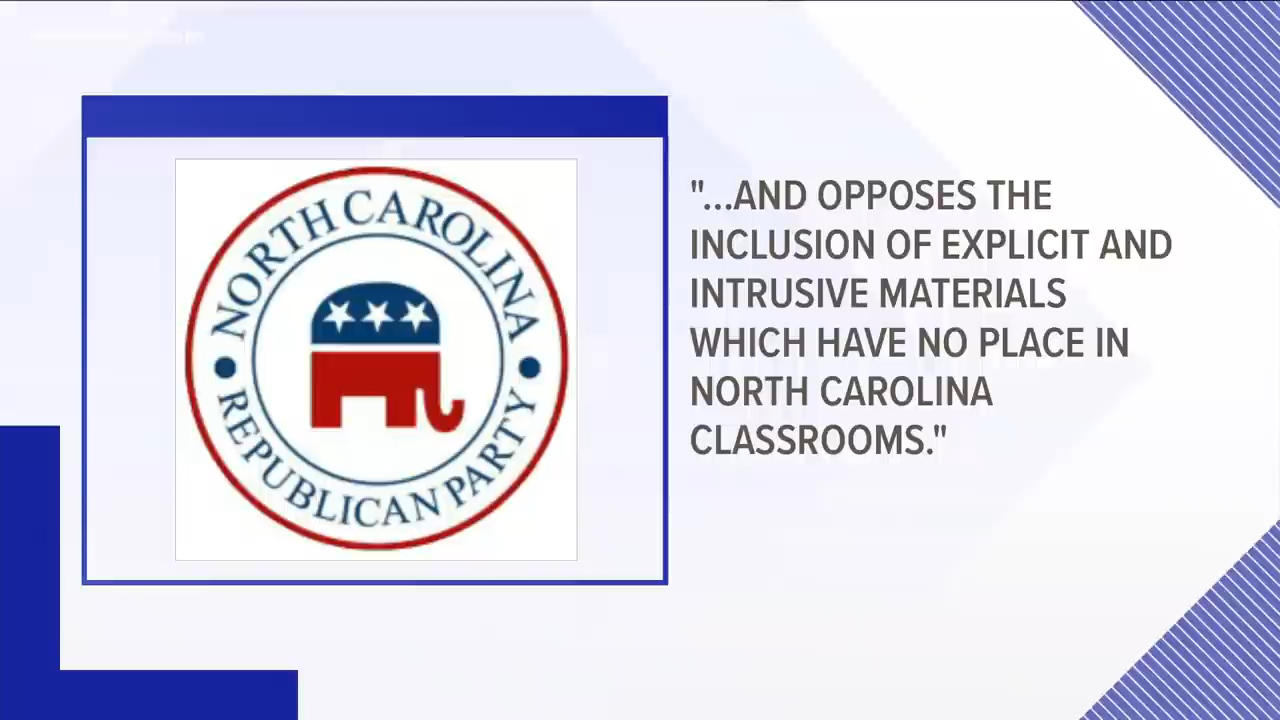 NORTH CAROLINA
REPUBLICAN PARTY
"...AND OPPOSES THE
INCLUSION OF EXPLICIT AND
INTRUSIVE MATERIALS
WHICH HAVE NO PLACE IN
NORTH CAROLINA
CLASSROOMS."